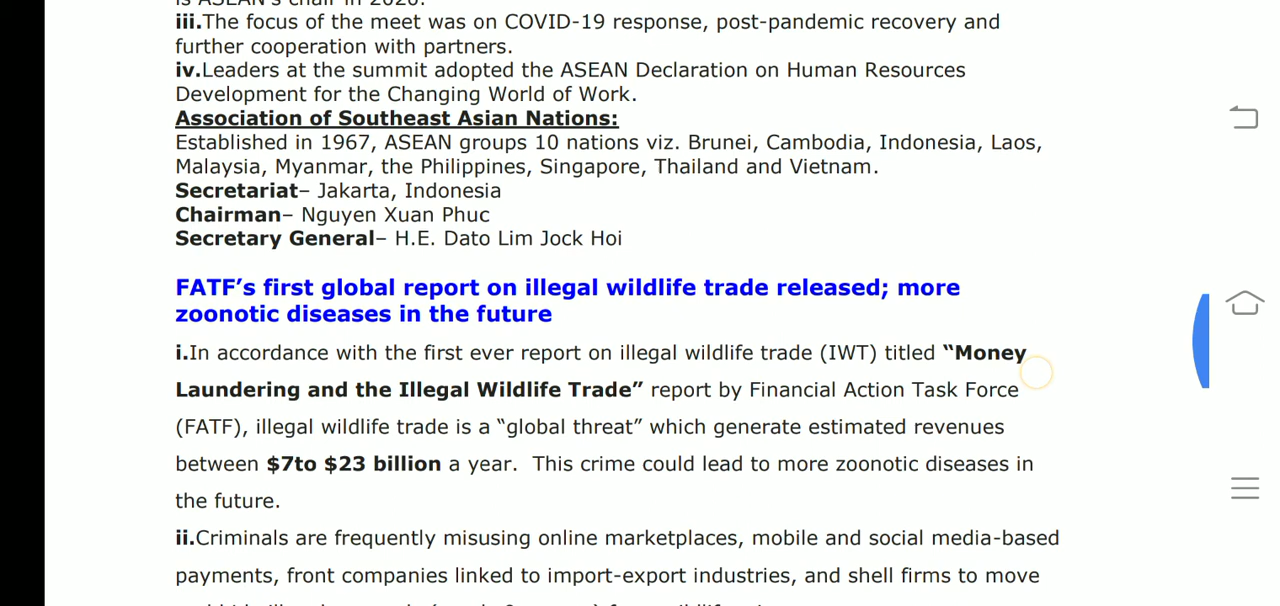 is ASEAN's chair in 2020.
iii.The focus of the meet was on COVID-19 response, post-pandemic recovery and
further cooperation with partners.
iv.Leaders at the summit adopted the ASEAN Declaration on Human Resources
Development for the Changing World of Work.
Association of Southeast Asian Nations:
Established in 1967, ASEAN groups 10 nations viz. Brunei, Cambodia, Indonesia, Laos,
Malaysia, Myanmar, the Philippines, Singapore, Thailand and Vietnam.
Secretariat– Jakarta, Indonesia
Chairman– Nguyen Xuan Phuc
Secretary General– H.E. Dato Lim Jock Hoi
FATF’s first global report on illegal wildlife trade released; more
zoonotic diseases in the future
i.In accordance with the first ever report on illegal wildlife trade (IWT) titled “Money
Laundering and the Illegal Wildlife Trade” report by Financial Action Task Force
(FATF), illegal wildlife trade is a “global threat” which generate estimated revenues
between $7to $23 billion a year. This crime could lead to more zoonotic diseases in
the future.
ii.Criminals are frequently misusing online marketplaces, mobile and social media-based
payments, front companies linked to import-export industries, and shell firms to move